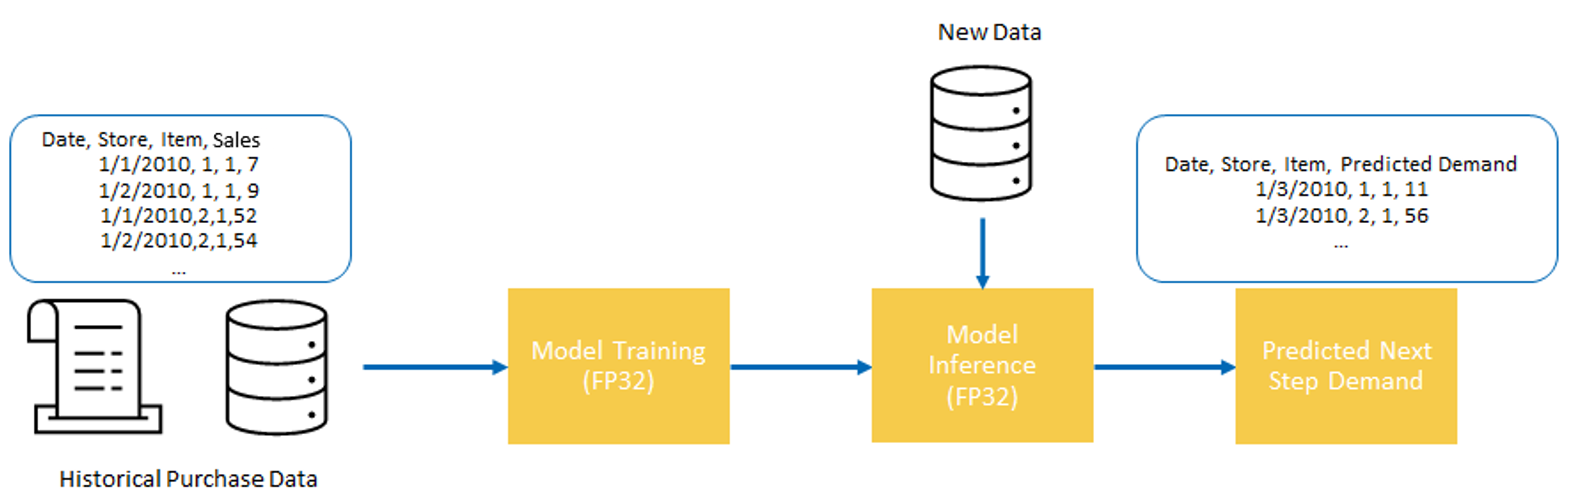 New Data
Date, Store, Item, Sales
1/1/2010, 1, 1, 7
1/2/2010, 1, 1, 9
1/1/2010,2,1,52
1/2/2010,2,1,54
...
Date, Store, Item, Predicted Demand
1/3/2010, 1, 1, 11
1/3/2010, 2, 1, 56
...
Model Training
(FP32)
Model
Inference
(FP32)
Predicted Next
Step Demand
Historical Purchase Data